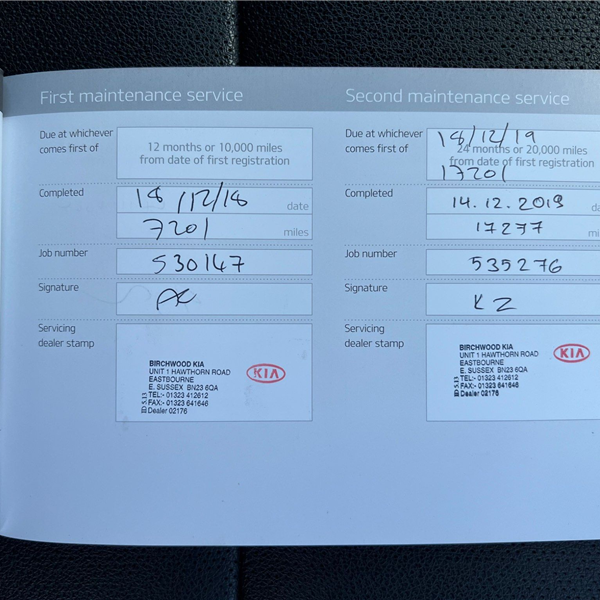 First maintenance service
Due at whichever comes first of
12 months or 10,000 miles
from date of first registration
Completed
18/12/18 date
7201 miles
Job number
530147
Signature
Servicing
dealer stamp
BIRCHWOOD KIA
UNIT 1 HAWTHORN ROAD
EASTBOURNE
E. SUSSEX BN23 6QA
TEL:- 01323 412612
FAX:- 01323 641646
Dealer 02176
KIA
Second maintenance service
Due at whichever
comes first of
18/12/19
24 months or 20,000 miles
from date of first registration
17201
Completed
14.12.2019 da
17277 mi
Job number
535276
Signature
KZ
Servicing
dealer stamp
BIRCHWOOD KIA
UNIT 1 HAWTHORN ROAD
EASTBOURNE
E. SUSSEX BN23 6QA
TEL:- 01323 412612
FAX:- 01323 641646
Dealer 02176
KIA